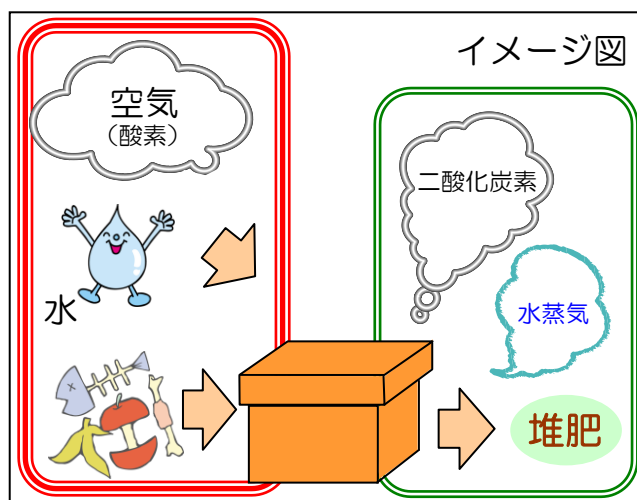 イメージ図
空気
（酸素）
水
二酸化炭素
水蒸気
堆肥